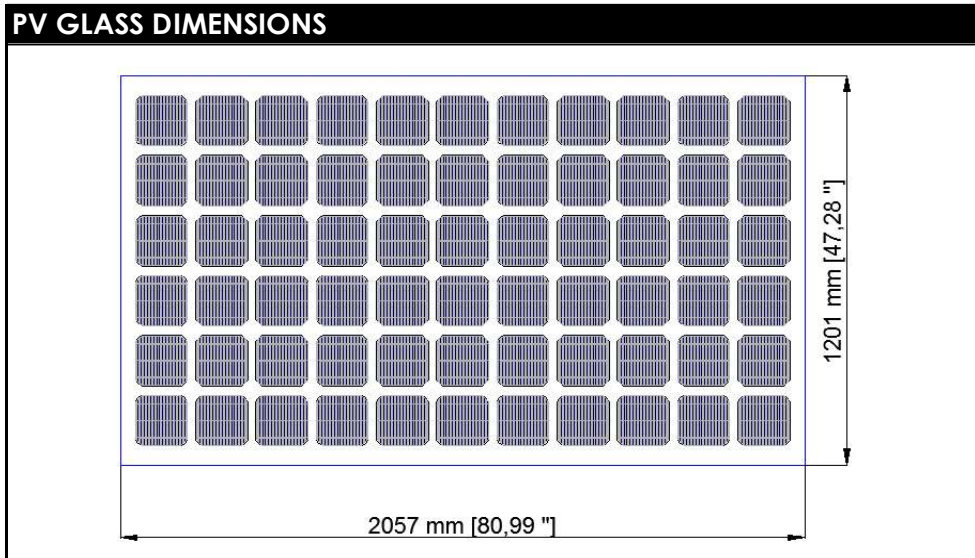 PV GLASS DIMENSIONS
1201 mm [47,28 "]
2057 mm [80,99 "]